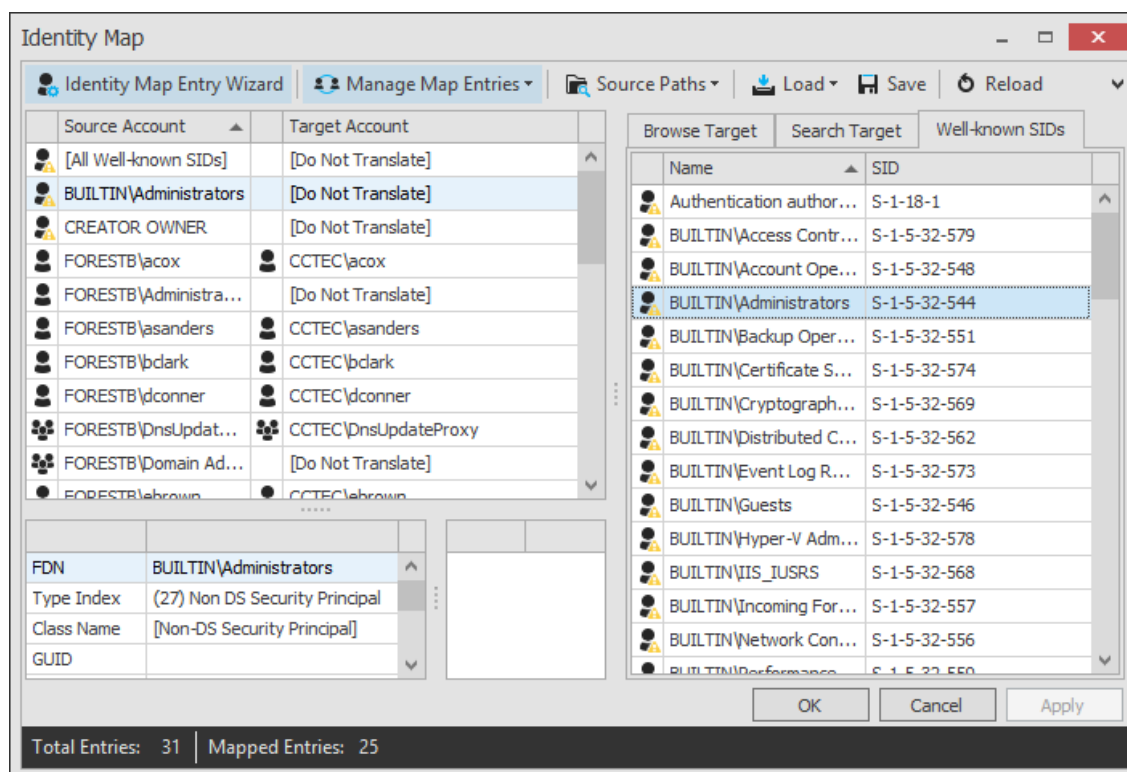 Identity Map
Identity Map Entry Wizard Manage Map Entries Source Paths Load Save Reload
Source Account Target Account
[All Well-known SIDs] [Do Not Translate]
BUILTIN\Administrators [Do Not Translate]
CREATOR OWNER [Do Not Translate]
FORESTB\acox CCTEC\acox
FORESTB\Administra... [Do Not Translate]
FORESTB\asanders CCTEC\asanders
FORESTB\bclark CCTEC\bclark
FORESTB\dconner CCTEC\dconner
FORESTB\DnsUpdat... CCTEC\DnsUpdateProxy
FORESTB\Domain Ad... [Do Not Translate]
FORESTB\ebrown CCTEC\ebrown
FDN BUILTIN\Administrators
Type Index (27) Non DS Security Principal
Class Name [Non-DS Security Principal]
GUID
Browse Target Search Target Well-known SIDs
Name SID
Authentication author... S-1-18-1
BUILTIN\Access Contr... S-1-5-32-579
BUILTIN\Account Ope... S-1-5-32-548
BUILTIN\Administrators S-1-5-32-544
BUILTIN\Backup Oper... S-1-5-32-551
BUILTIN\Certificate S... S-1-5-32-574
BUILTIN\Cryptograph... S-1-5-32-569
BUILTIN\Distributed C... S-1-5-32-562
BUILTIN\Event Log R... S-1-5-32-573
BUILTIN\Guests S-1-5-32-546
BUILTIN\Hyper-V Adm... S-1-5-32-578
BUILTIN\IIS_IUSRS S-1-5-32-568
BUILTIN\Incoming For... S-1-5-32-557
BUILTIN\Network Con... S-1-5-32-556
BUILTIN\Performance
OK Cancel Apply
Total Entries: 31 Mapped Entries: 25